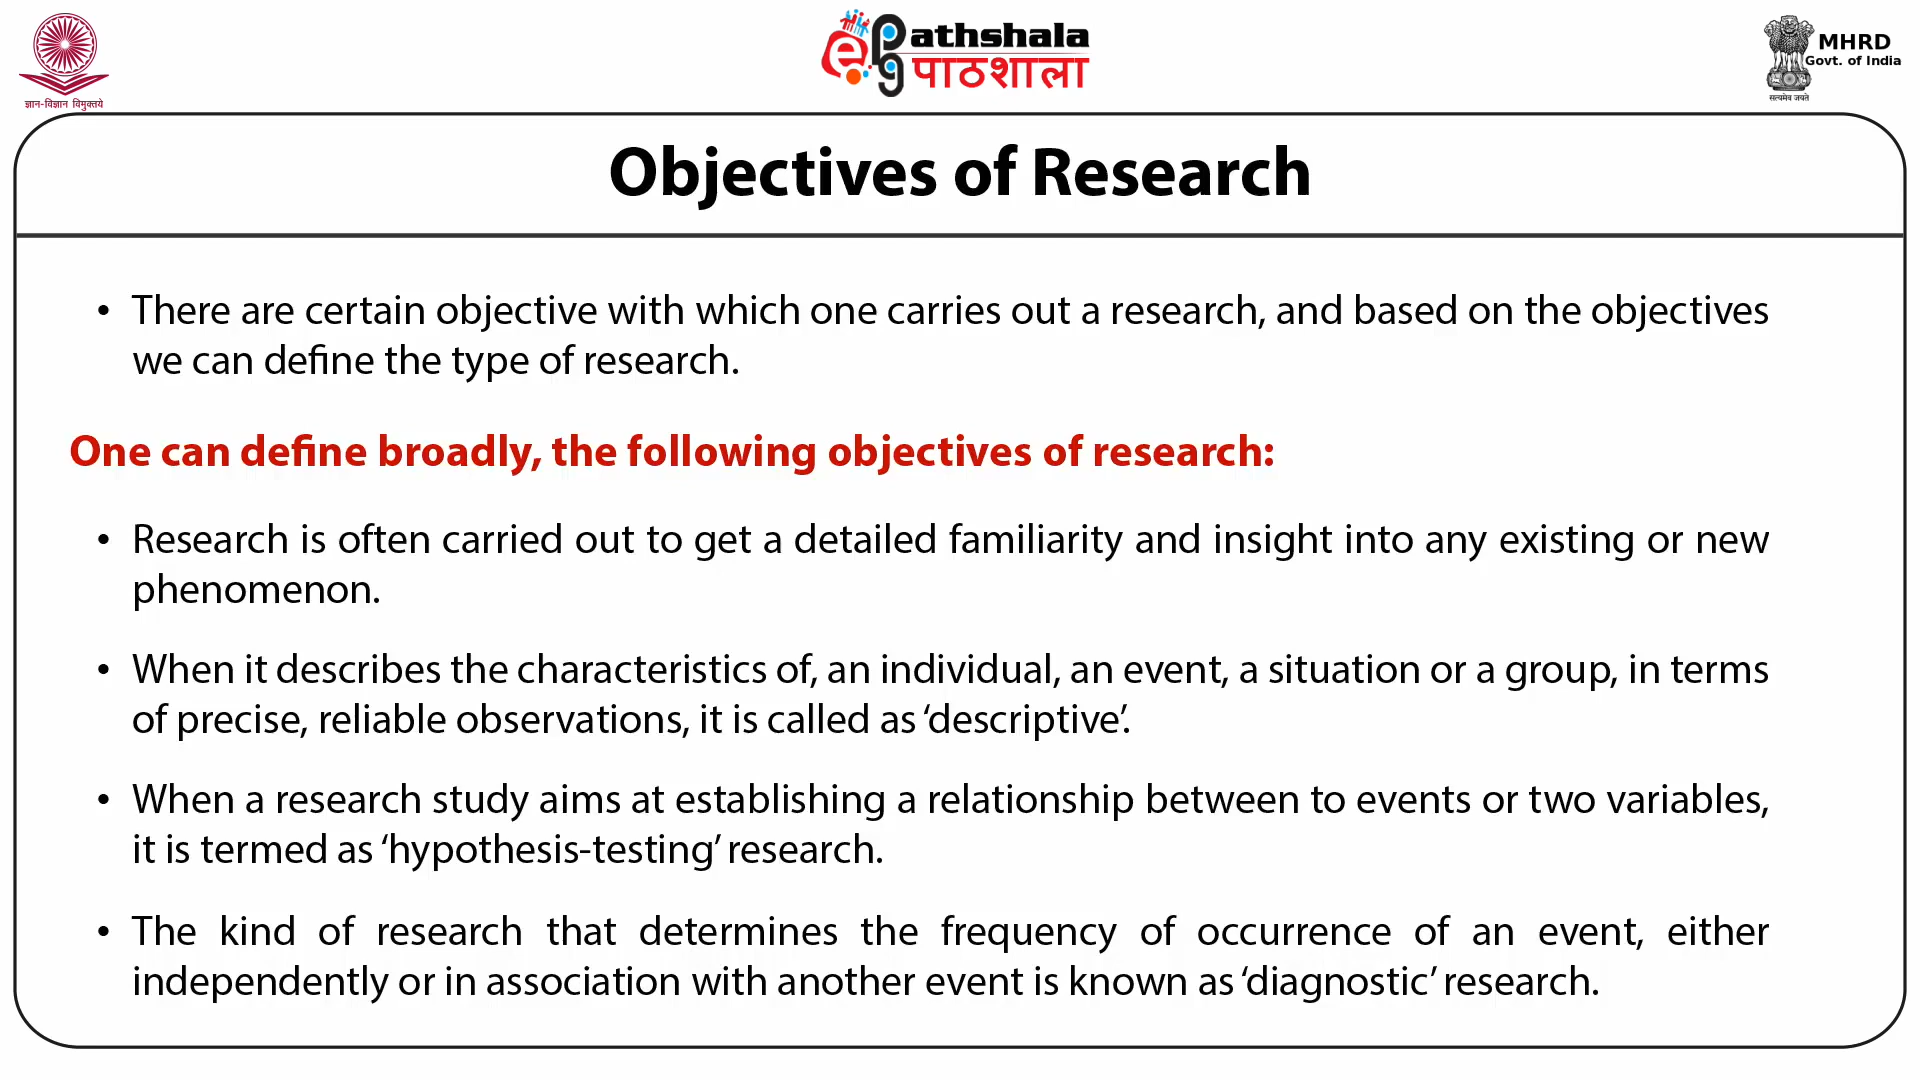 ज्ञान-विज्ञान विमुक्तये
ePathshala
पाठशाला
MHRD
Govt. of India
सत्यमेव जयते
Objectives of Research
• There are certain objective with which one carries out a research, and based on the objectives
we can define the type of research.
One can define broadly, the following objectives of research:
• Research is often carried out to get a detailed familiarity and insight into any existing or new
phenomenon.
• When it describes the characteristics of, an individual, an event, a situation or a group, in terms
of precise, reliable observations, it is called as ‘descriptive’.
• When a research study aims at establishing a relationship between to events or two variables,
it is termed as ‘hypothesis-testing’ research.
• The kind of research that determines the frequency of occurrence of an event, either
independently or in association with another event is known as ‘diagnostic’ research.